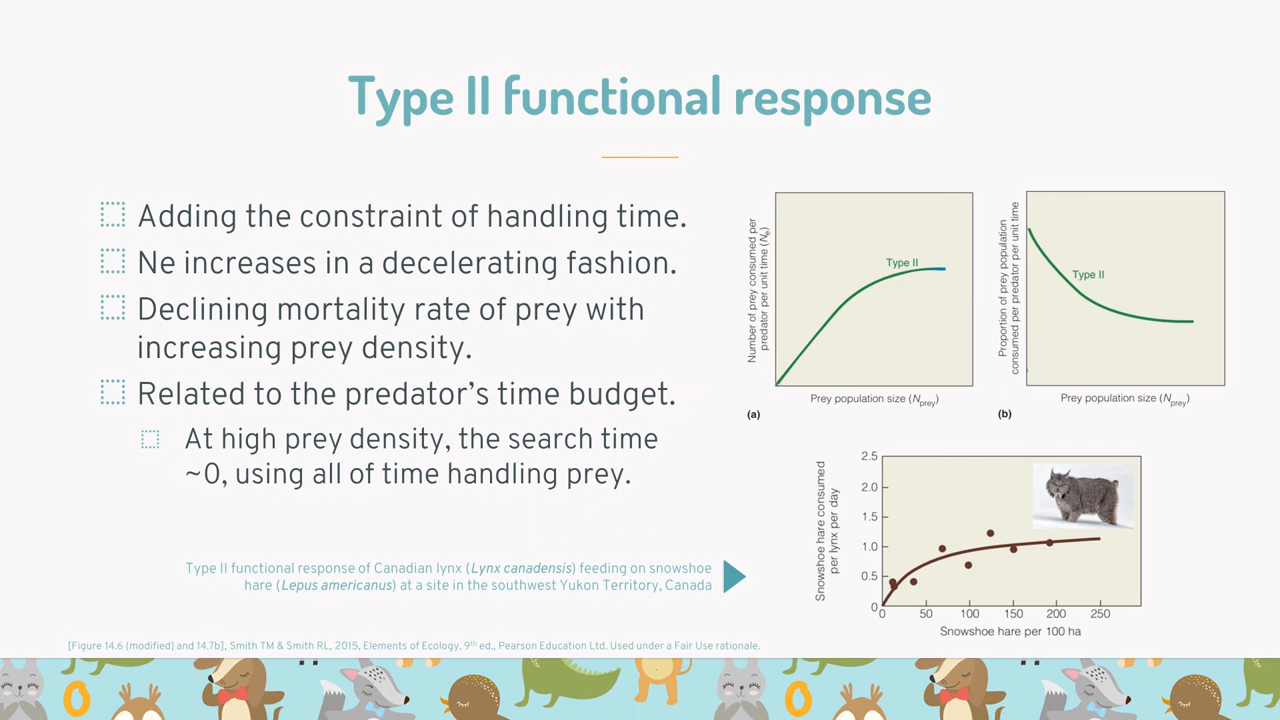 Type II functional response
Adding the constraint of handling time.
Ne increases in a decelerating fashion.
Declining mortality rate of prey with
increasing prey density.
Related to the predator’s time budget.
At high prey density, the search time
~0, using all of time handling prey.
Type II functional response of Canadian lynx (Lynx canadensis) feeding on snowshoe
hare (Lepus americanus) at a site in the southwest Yukon Territory, Canada
Number of prey consumed per
predator per unit time (Ne)
Type II
Prey population size (Nprey)
(a)
Proportion of prey population
consumed per predator per unit time
Type II
Prey population size (Nprey)
(b)
Snowshoe hare consumed
per lynx per day
2.5
2.0
1.5
1.0
0.5
0
0 50 100 150 200 250
Snowshoe hare per 100 ha
[Figure 14.6 (modified) and 14.7b], Smith TM & Smith RL, 2015, Elements of Ecology, 9th ed., Pearson Education Ltd. Used under a Fair Use rationale.